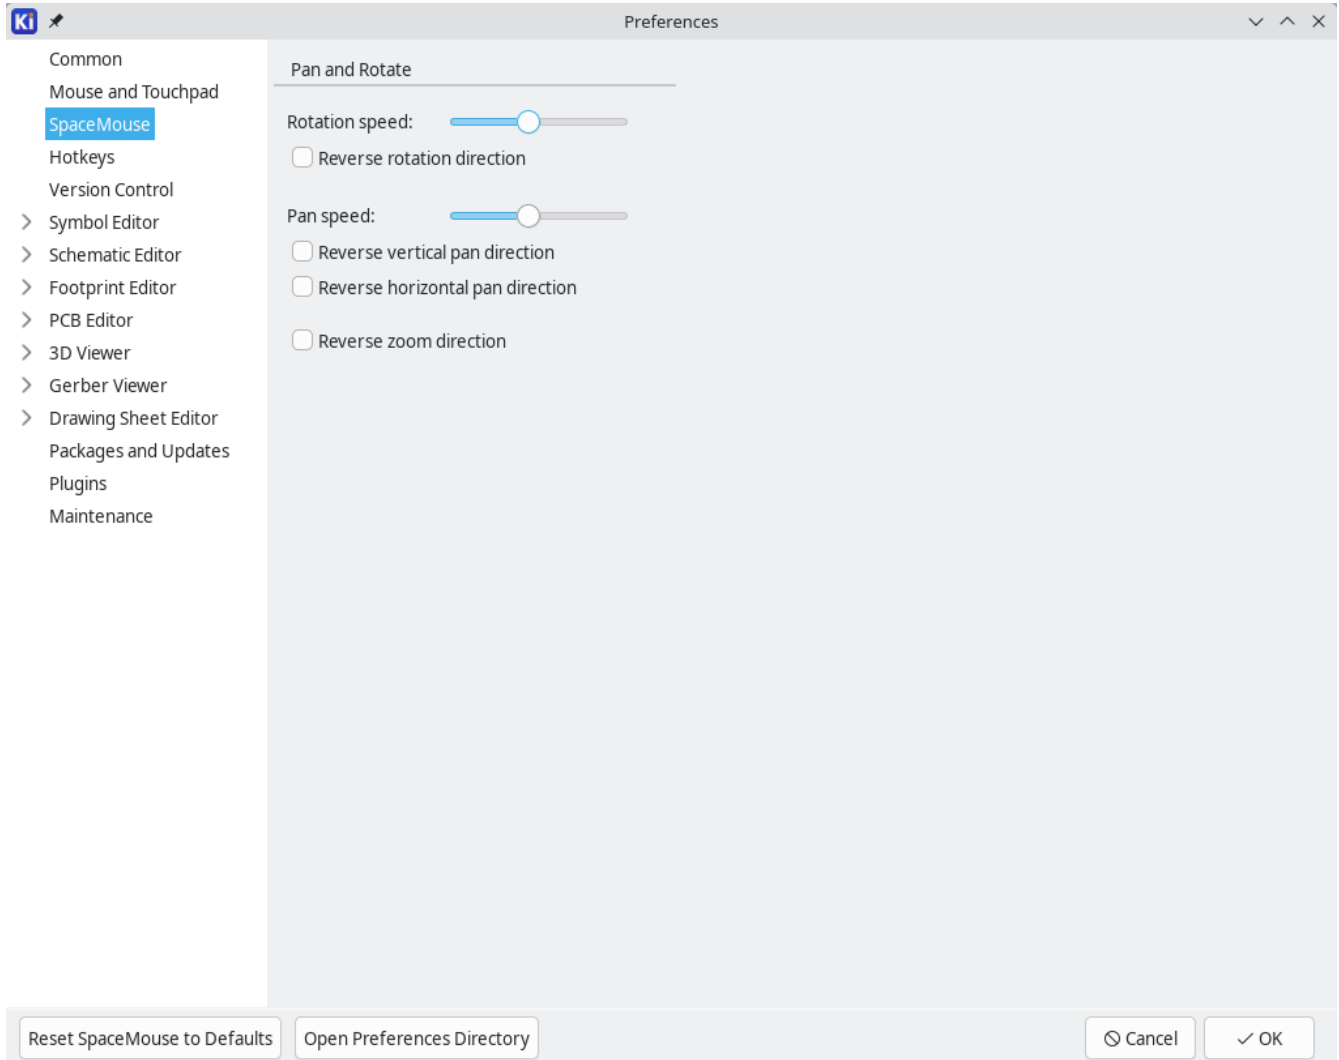 Ki
Preferences
Common
Mouse and Touchpad
SpaceMouse
Hotkeys
Version Control
Symbol Editor
Schematic Editor
Footprint Editor
PCB Editor
3D Viewer
Gerber Viewer
Drawing Sheet Editor
Packages and Updates
Plugins
Maintenance
Pan and Rotate
Rotation speed:
Reverse rotation direction
Pan speed:
Reverse vertical pan direction
Reverse horizontal pan direction
Reverse zoom direction
Reset SpaceMouse to Defaults
Open Preferences Directory
Cancel
OK